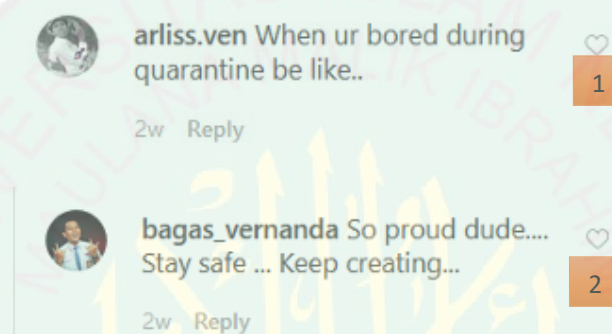 arliss.ven When ur bored during
quarantine be like..
1
2w Reply
bagas_vernanda So proud dude....
Stay safe ... Keep creating...
2
2w Reply